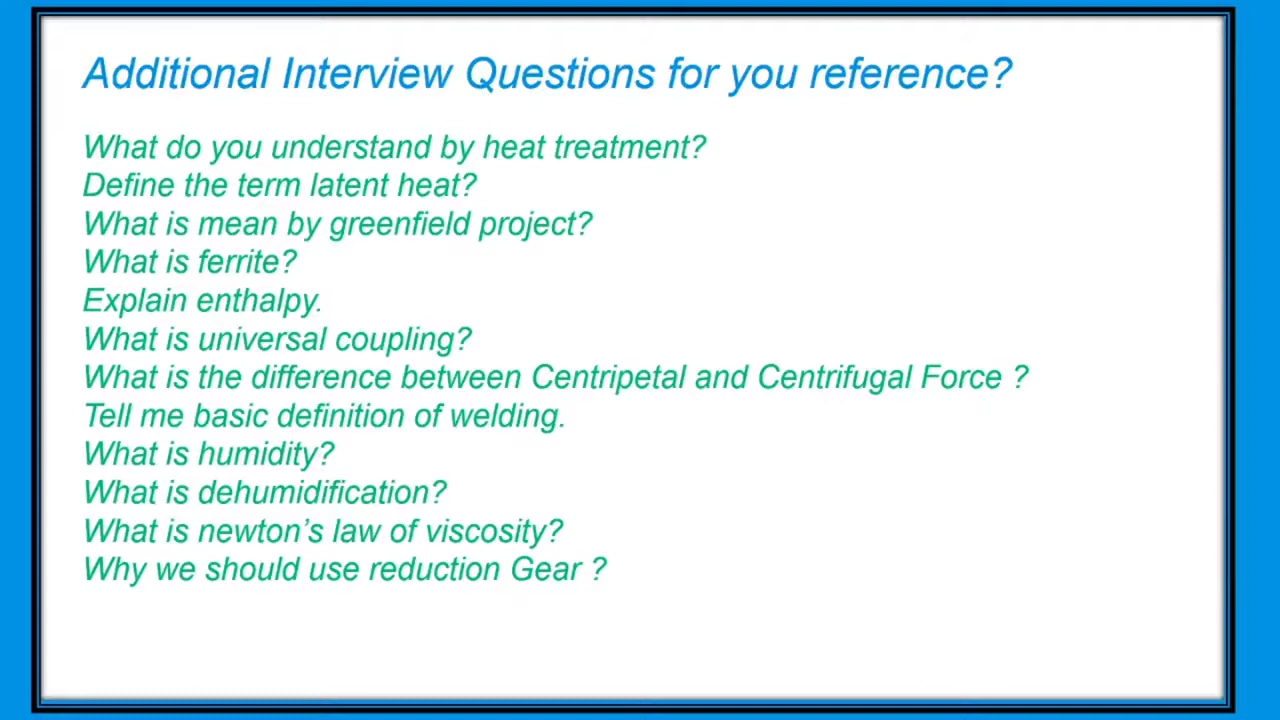 Additional Interview Questions for you reference?
What do you understand by heat treatment?
Define the term latent heat?
What is mean by greenfield project?
What is ferrite?
Explain enthalpy.
What is universal coupling?
What is the difference between Centripetal and Centrifugal Force ?
Tell me basic definition of welding.
What is humidity?
What is dehumidification?
What is newton’s law of viscosity?
Why we should use reduction Gear ?